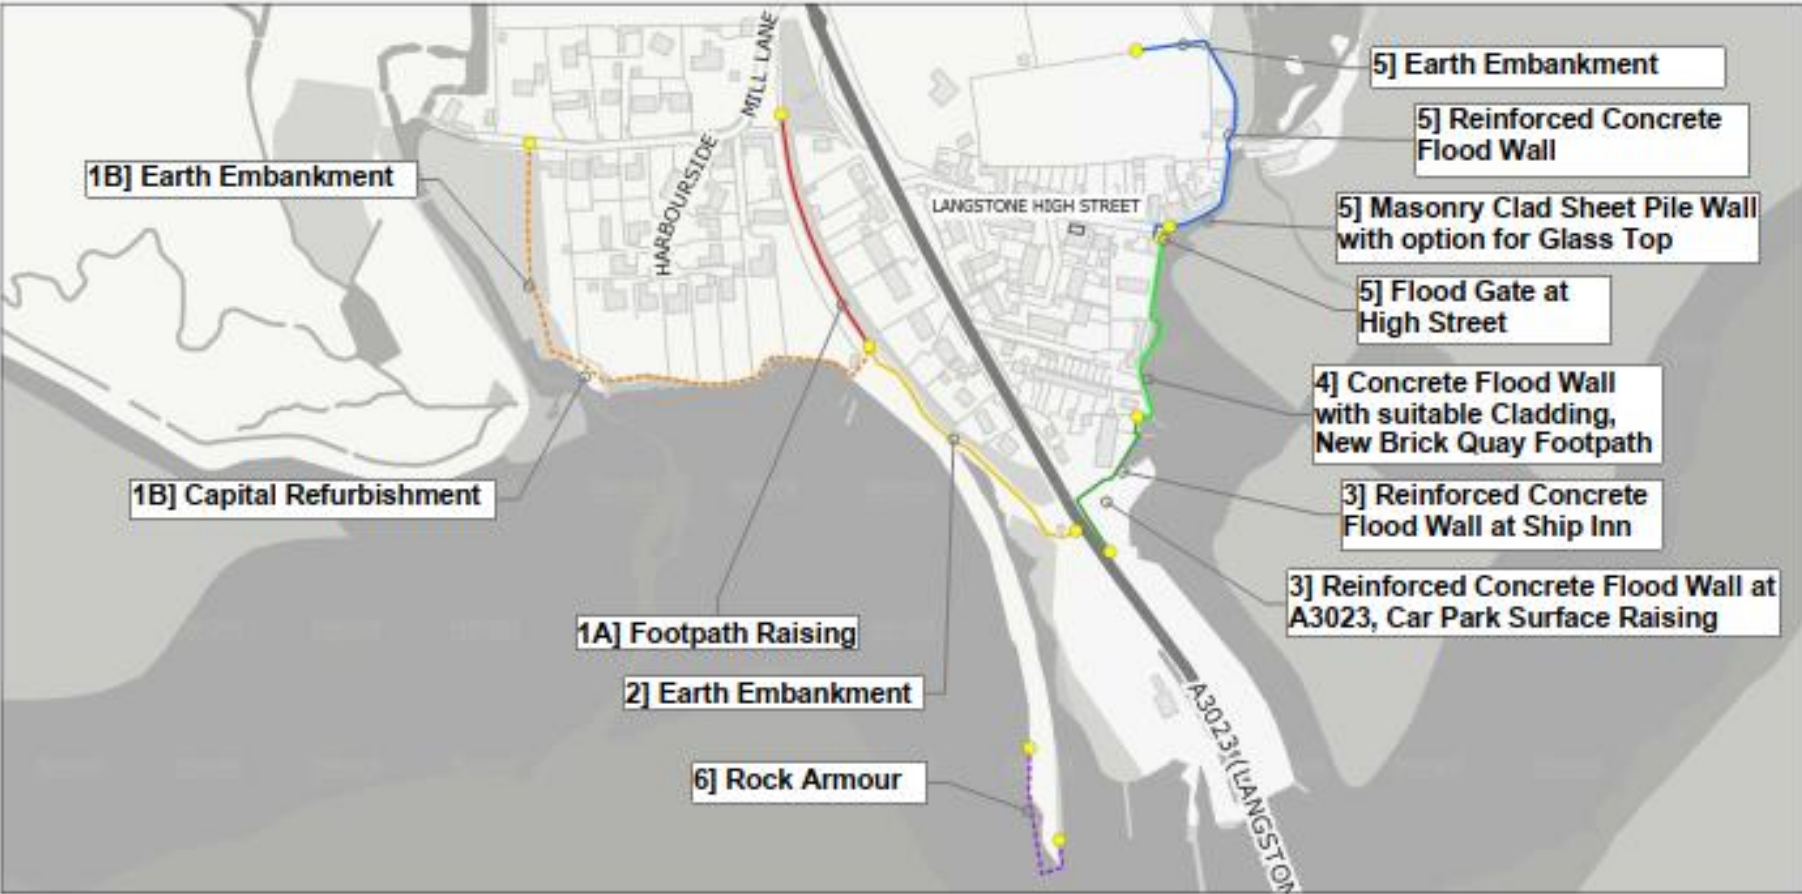 MILL LANE
HARBOURSIDE
LANGSTONE HIGH STREET
5] Earth Embankment
5] Reinforced Concrete
Flood Wall
1B] Earth Embankment
5] Masonry Clad Sheet Pile Wall
with option for Glass Top
5] Flood Gate at
High Street
4] Concrete Flood Wall
with suitable Cladding,
New Brick Quay Footpath
1B] Capital Refurbishment
3] Reinforced Concrete
Flood Wall at Ship Inn
3] Reinforced Concrete Flood Wall at
A3023, Car Park Surface Raising
1A] Footpath Raising
2] Earth Embankment
6] Rock Armour
A3023
(LANGSTON